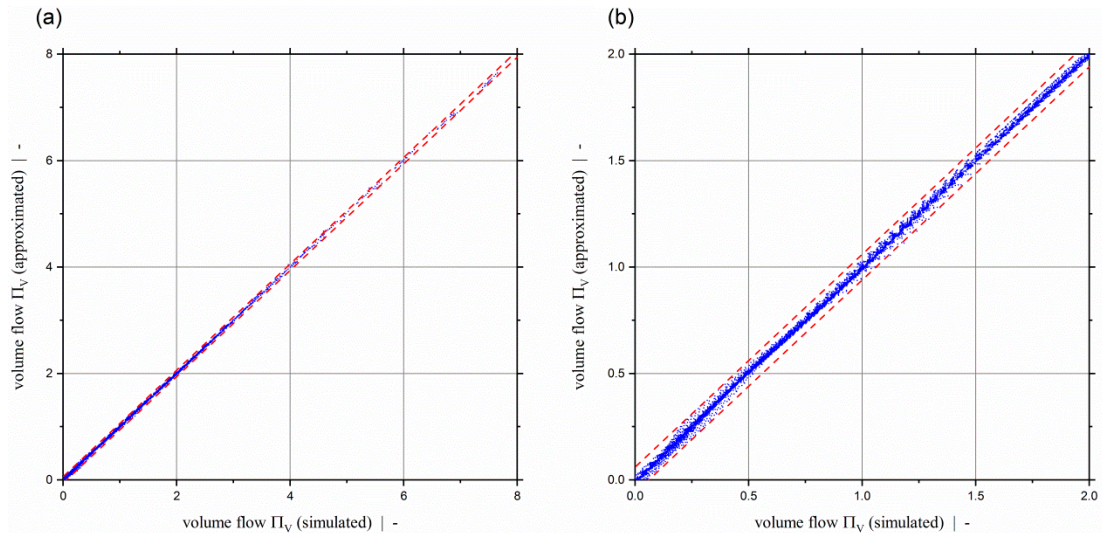 (a)
8
6
4
2
0
0 2 4 6 8
volume flow Π_V (approximated) | -
volume flow Π_V (simulated) | -
(b)
2.0
1.5
1.0
0.5
0.0
0.0 0.5 1.0 1.5 2.0
volume flow Π_V (approximated) | -
volume flow Π_V (simulated) | -